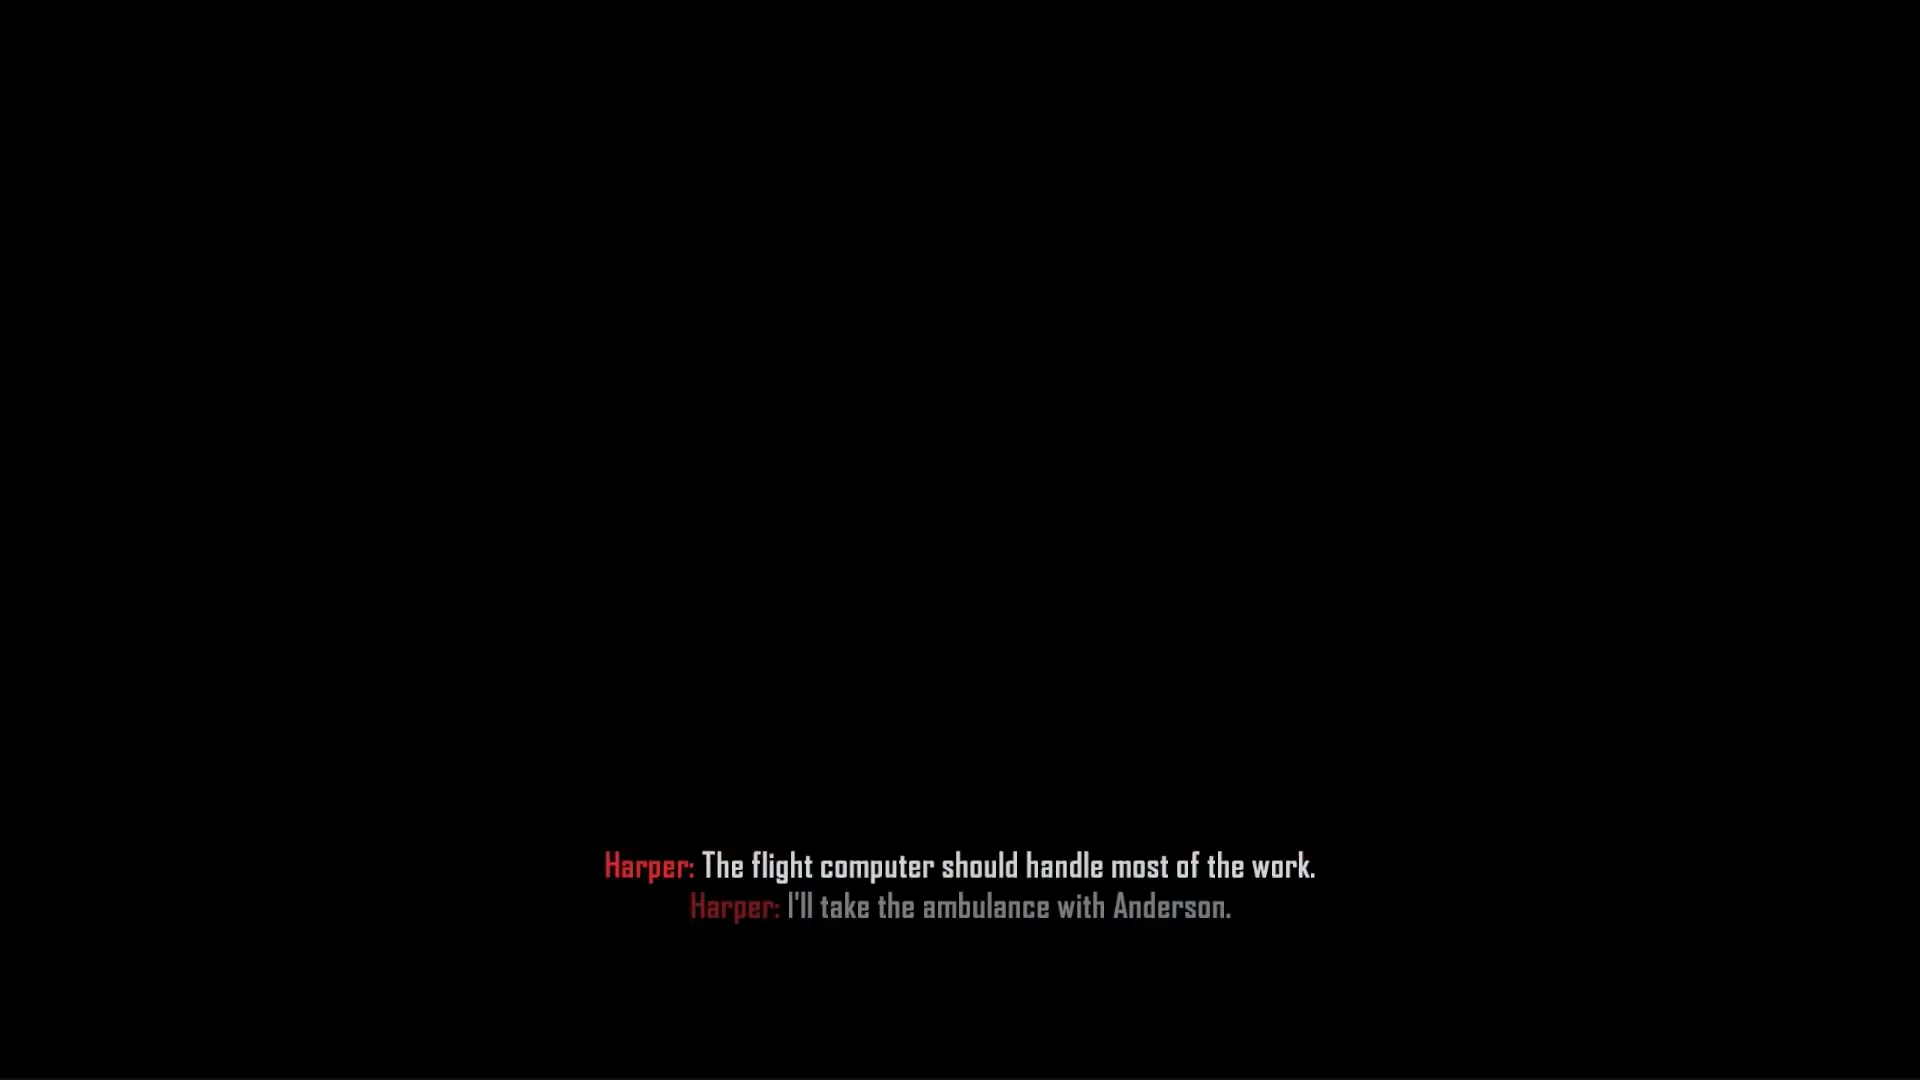 Harper: The flight computer should handle most of the work.
Harper: I'll take the ambulance with Anderson.